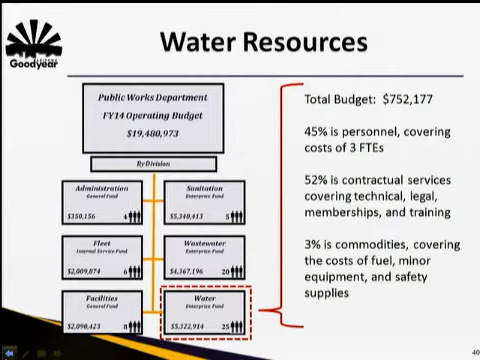 ARIZONA
Goodyear
Water Resources
Public Works Department
FY14 Operating Budget
$19,480,973
By Division
Administration
General Fund
$350,156 4
Sanitation
Enterprise Fund
$5,340,413 5
Fleet
Internal Service Fund
$2,009,874 6
Wastewater
Enterprise Fund
$4,367,196 20
Facilities
General Fund
$2,090,423 8
Water
Enterprise Fund
$5,322,914 25
Total Budget: $752,177
45% is personnel, covering
costs of 3 FTEs
52% is contractual services
covering technical, legal,
memberships, and training
3% is commodities, covering
the costs of fuel, minor
equipment, and safety
supplies
40